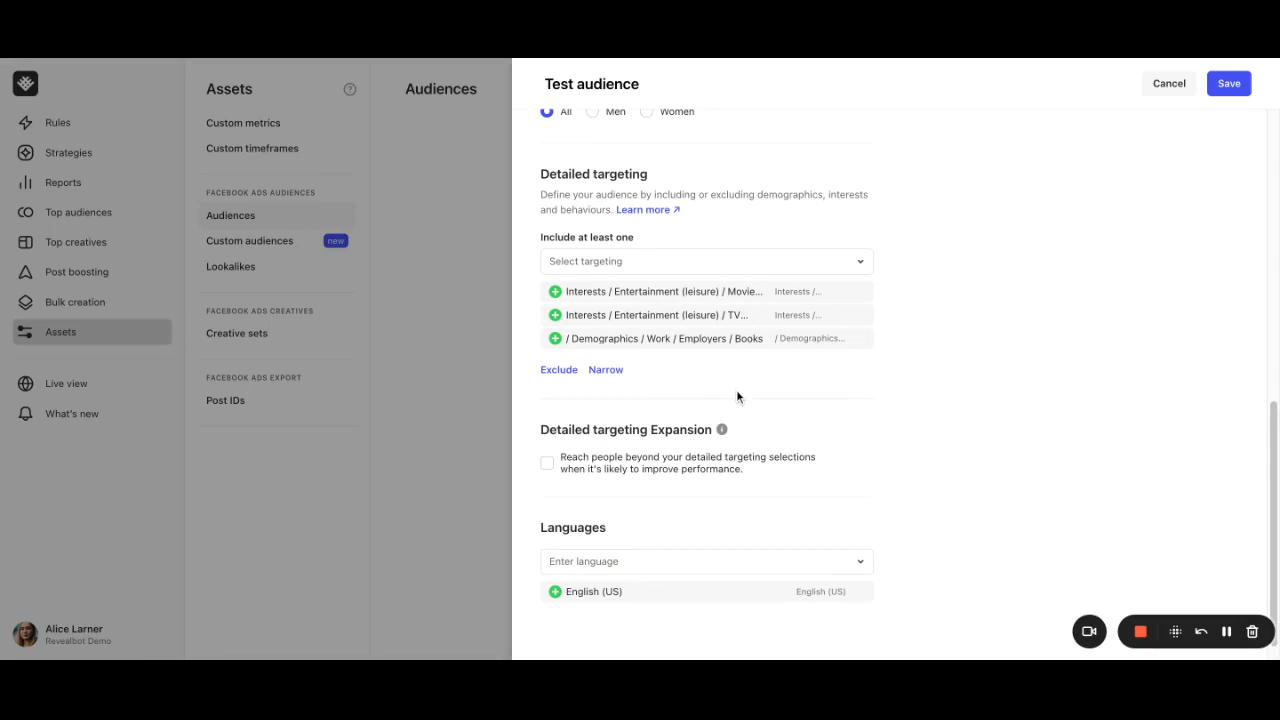 Rules
Strategies
Reports
Top audiences
Top creatives
Post boosting
Bulk creation
Assets
Live view
What's new
Alice Larner
Revealbot Demo
Assets
Custom metrics
Custom timeframes
FACEBOOK ADS AUDIENCES
Audiences
Custom audiences new
Lookalikes
FACEBOOK ADS CREATIVES
Creative sets
FACEBOOK ADS EXPORT
Post IDs
Audiences
Test audience
Cancel
Save
All Men Women
Detailed targeting
Define your audience by including or excluding demographics, interests
and behaviours. Learn more ↗
Include at least one
Select targeting
Interests / Entertainment (leisure) / Movie... Interests /...
Interests / Entertainment (leisure) / TV... Interests /...
/ Demographics / Work / Employers / Books / Demographics...
Exclude Narrow
Detailed targeting Expansion
Reach people beyond your detailed targeting selections
when it's likely to improve performance.
Languages
Enter language
English (US) English (US)